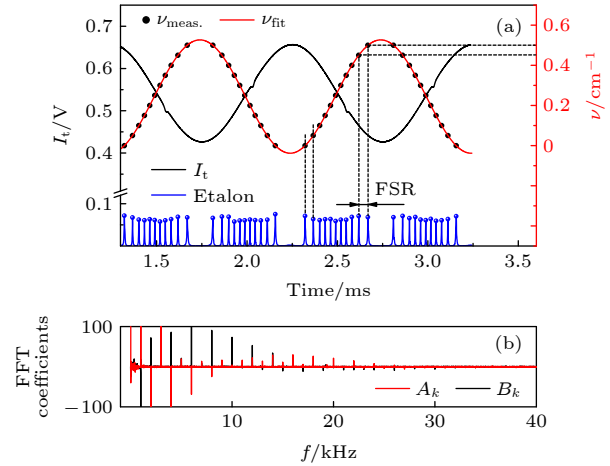 ν_meas. ν_fit (a)
0.7
0.6
0.5
0.4
0.1
I_t/V
0.6
0.4
0.2
0
ν/cm⁻¹
I_t
Etalon
FSR
1.5 2.0 2.5 3.0 3.5
Time/ms
100
−100
FFT
coefficients
(b)
A_k B_k
10 20 30 40
f/kHz